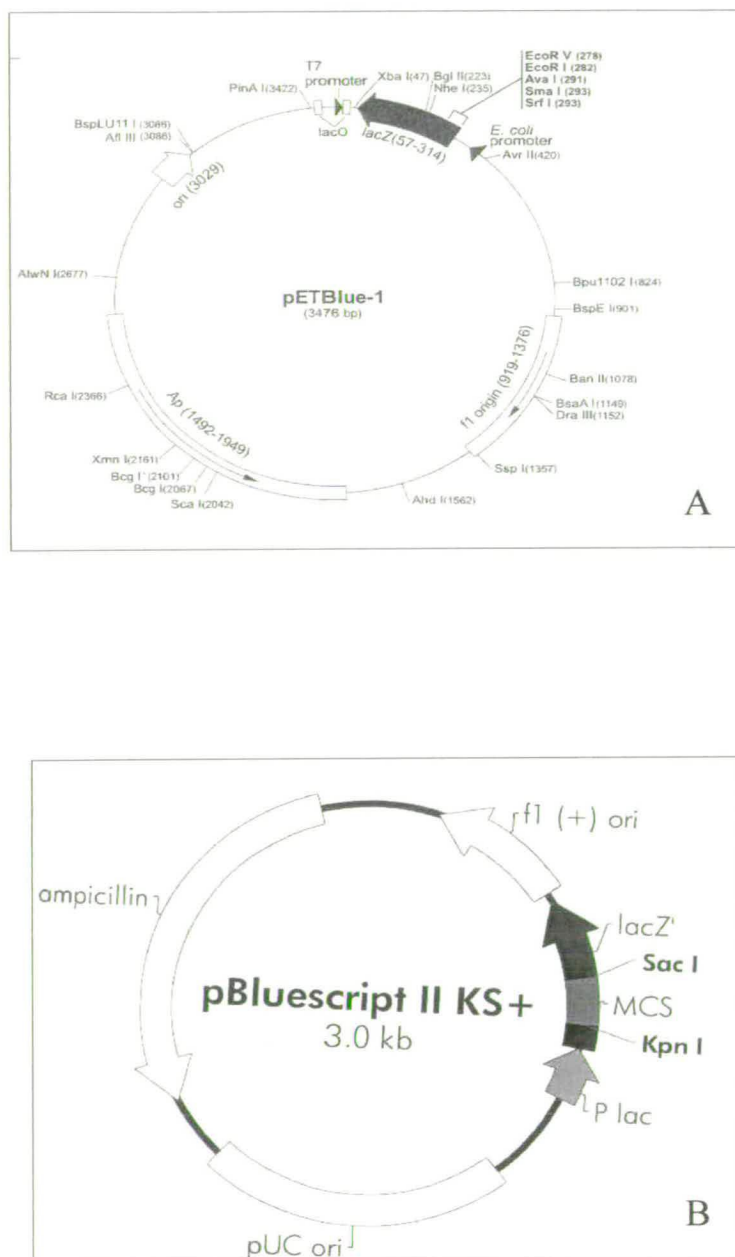 T7
promoter
Xba I(47)
Bgl II(223)
Nhe I(235)
EcoR V (278)
EcoR I (282)
Ava I (291)
Sma I (293)
Srf I (293)
PinA I(3422)
lacO
lacZ(57-314)
E. coli
promoter
Avr II(420)
BspLU11 I(3086)
Afl III(3086)
ori (3029)
AlwN I(2677)
pETBlue-1
(3476 bp)
Bpu1102 I(824)
BspE I(901)
f1 origin (919-1376)
Ban II(1078)
BsaA I(1149)
Dra III(1152)
Rca I(2366)
Ap (1492-1949)
Xmn I(2161)
Bcg I'(2101)
Bcg I(2067)
Sca I(2042)
Ssp I(1357)
Ahd I(1562)
A
f1 (+) ori
ampicillin
lacZ'
Sac I
pBluescript II KS+
MCS
3.0 kb
Kpn I
P lac
B
pUC ori